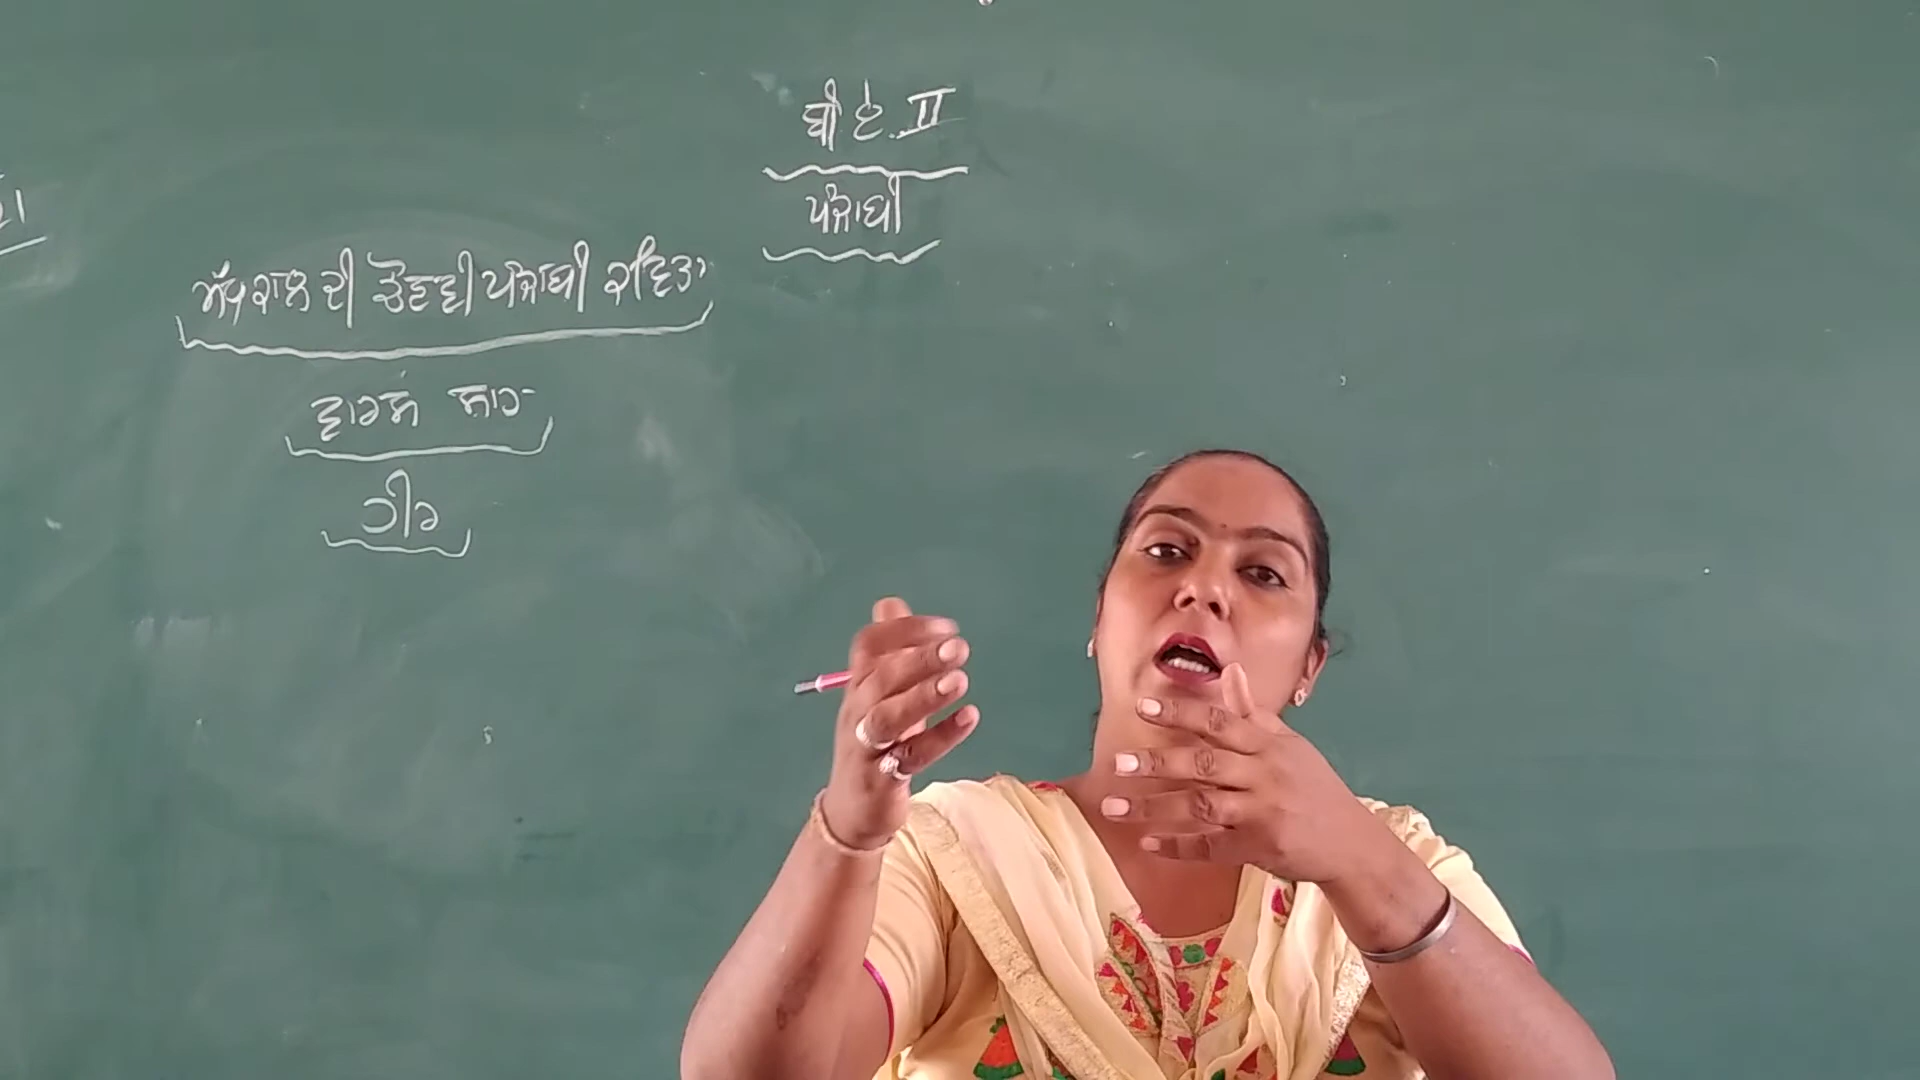 ਬੀ ਏ. II
ਪੰਜਾਬੀ
ਮੱਧਕਾਲ ਦੀ ਚੋਣਵੀ ਪੰਜਾਬੀ ਕਵਿਤਾ
ਵਾਰਸ ਸ਼ਾਹ
ਹੀਰ